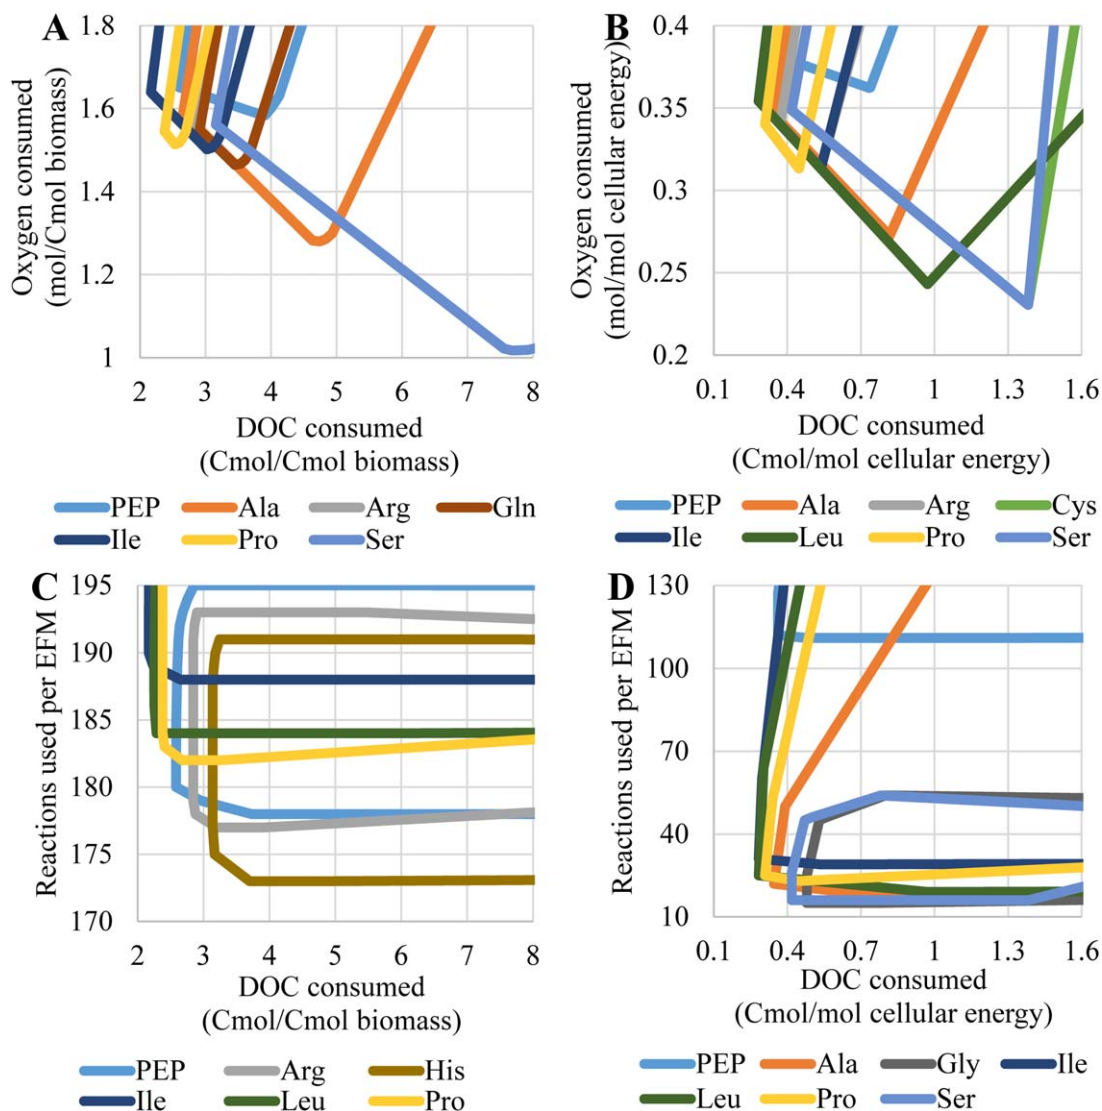 A
1.8
1.6
1.4
1.2
1
Oxygen consumed
(mol/Cmol biomass)
2 3 4 5 6 7 8
DOC consumed
(Cmol/Cmol biomass)
PEP Ala Arg Gln
Ile Pro Ser
B
0.4
0.35
0.3
0.25
0.2
Oxygen consumed
(mol/mol cellular energy)
0.1 0.4 0.7 1 1.3 1.6
DOC consumed
(Cmol/mol cellular energy)
PEP Ala Arg Cys
Ile Leu Pro Ser
C
195
190
185
180
175
170
Reactions used per EFM
2 3 4 5 6 7 8
DOC consumed
(Cmol/Cmol biomass)
PEP Arg His
Ile Leu Pro
D
130
100
70
40
10
Reactions used per EFM
0.1 0.4 0.7 1 1.3 1.6
DOC consumed
(Cmol/mol cellular energy)
PEP Ala Gly Ile
Leu Pro Ser